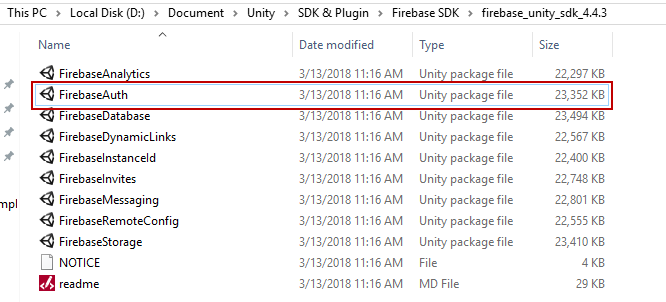 This PC > Local Disk (D:) > Document > Unity > SDK & Plugin > Firebase SDK > firebase_unity_sdk_4.4.3
Name Date modified Type Size
FirebaseAnalytics 3/13/2018 11:16 AM Unity package file 22,297 KB
FirebaseAuth 3/13/2018 11:16 AM Unity package file 23,352 KB
FirebaseDatabase 3/13/2018 11:16 AM Unity package file 23,494 KB
FirebaseDynamicLinks 3/13/2018 11:16 AM Unity package file 22,567 KB
FirebaseInstanceId 3/13/2018 11:16 AM Unity package file 22,400 KB
FirebaseInvites 3/13/2018 11:16 AM Unity package file 22,748 KB
FirebaseMessaging 3/13/2018 11:16 AM Unity package file 22,801 KB
mpl
FirebaseRemoteConfig 3/13/2018 11:16 AM Unity package file 22,555 KB
FirebaseStorage 3/13/2018 11:16 AM Unity package file 23,410 KB
NOTICE 3/13/2018 11:16 AM File 4 KB
readme 3/13/2018 11:16 AM MD File 29 KB